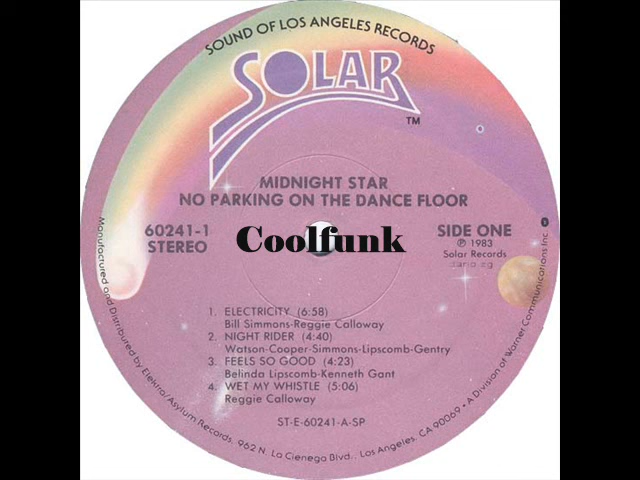 SOUND OF LOS ANGELES RECORDS
SOLAR
TM
MIDNIGHT STAR
NO PARKING ON THE DANCE FLOOR
60241-1
STEREO
Coolfunk
SIDE ONE
℗ 1983
Solar Records
1. ELECTRICITY (6:58)
Bill Simmons-Reggie Calloway
2. NIGHT RIDER (4:40)
Watson-Cooper-Simmons-Lipscomb-Gentry
3. FEELS SO GOOD (4:23)
Belinda Lipscomb-Kenneth Gant
4. WET MY WHISTLE (5:06)
Reggie Calloway
ST-E-60241-A-SP
Manufactured and Distributed by Elektra/Asylum Records, 962 N. La Cienega Blvd., Los Angeles, CA 90069 • A Division of Warner Communications Inc.